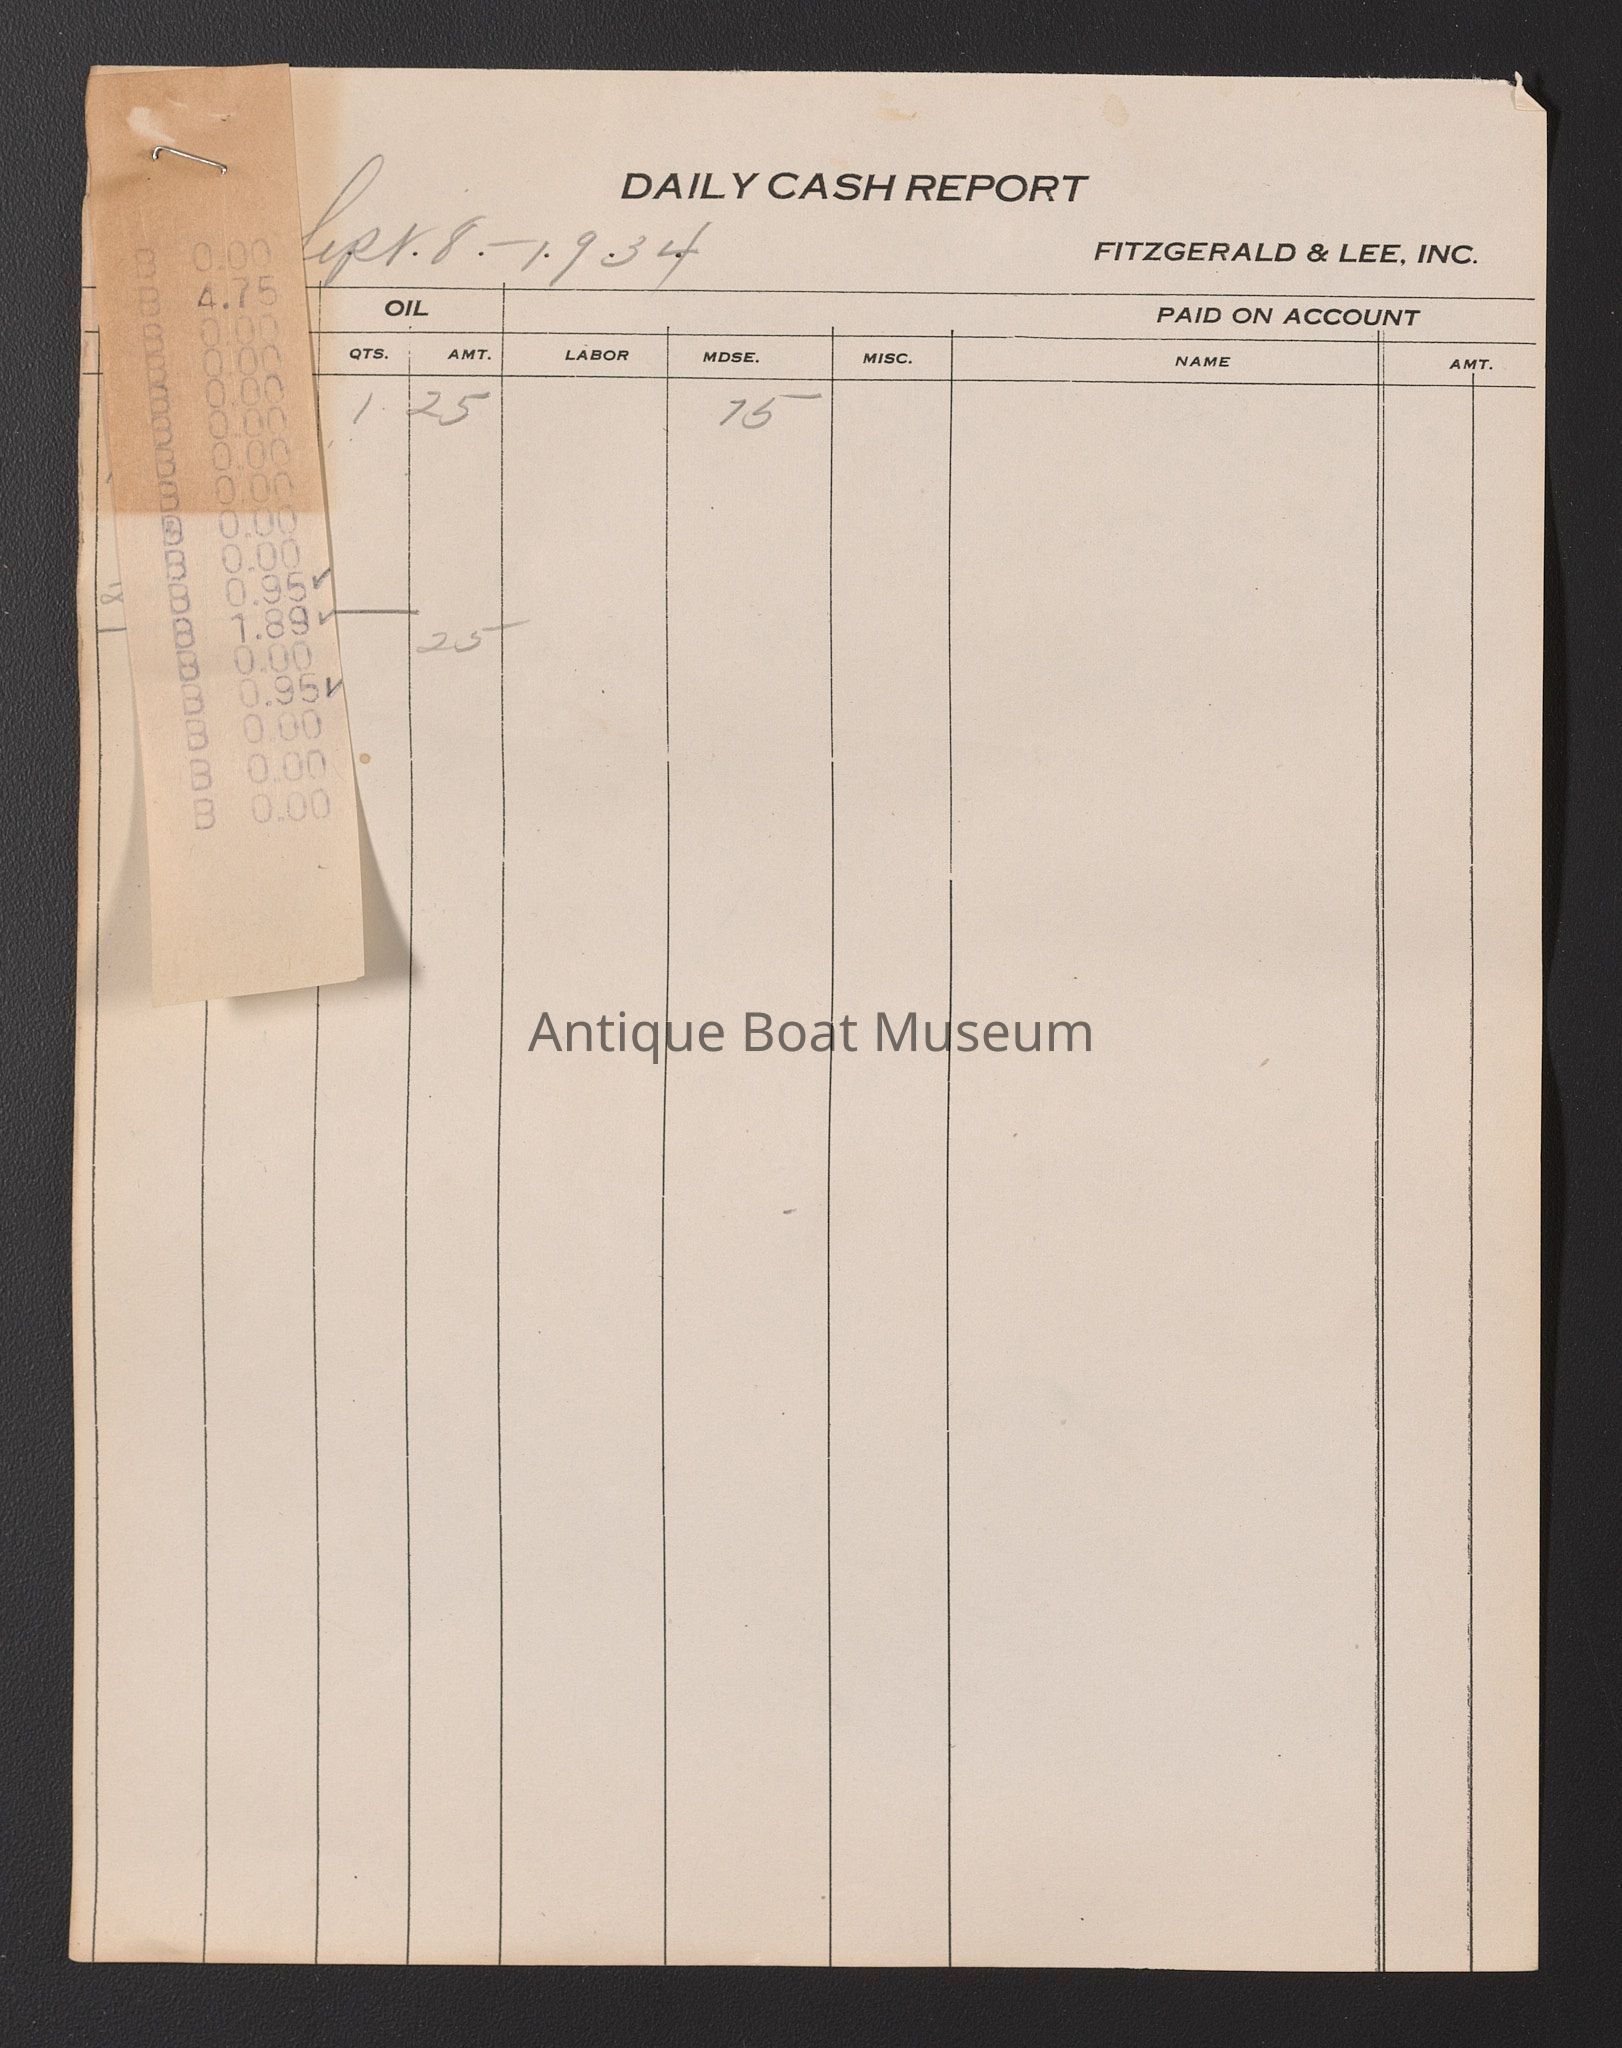 DAILY CASH REPORT
Sept. 8. - 1.9.34
FITZGERALD & LEE, INC.
OIL
PAID ON ACCOUNT
QTS. AMT. LABOR MDSE. MISC. NAME AMT.
1 25 75
25
B 0.00
B 4.75
B 0.00
B 0.00
B 0.00
B 0.00
B 0.00
B 0.00
0.00
B 0.00
B 0.95 ✓
B 1.89 ✓
B 0.00
B 0.95 ✓
B 0.00
B 0.00
B 0.00
Antique Boat Museum